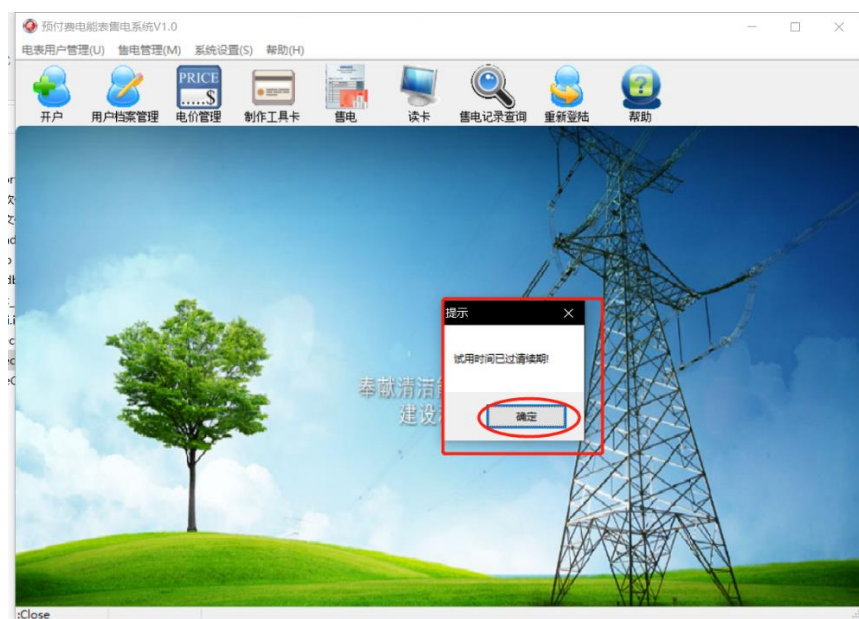 预付费电能表售电系统V1.0
电表用户管理(U) 售电管理(M) 系统设置(S) 帮助(H)
PRICE
.....$
开户 用户档案管理 电价管理 制作工具卡 售电 读卡 售电记录查询 重新登陆 帮助
提示
试用时间已过请续期!
奉献清洁
建设
确定
:Close